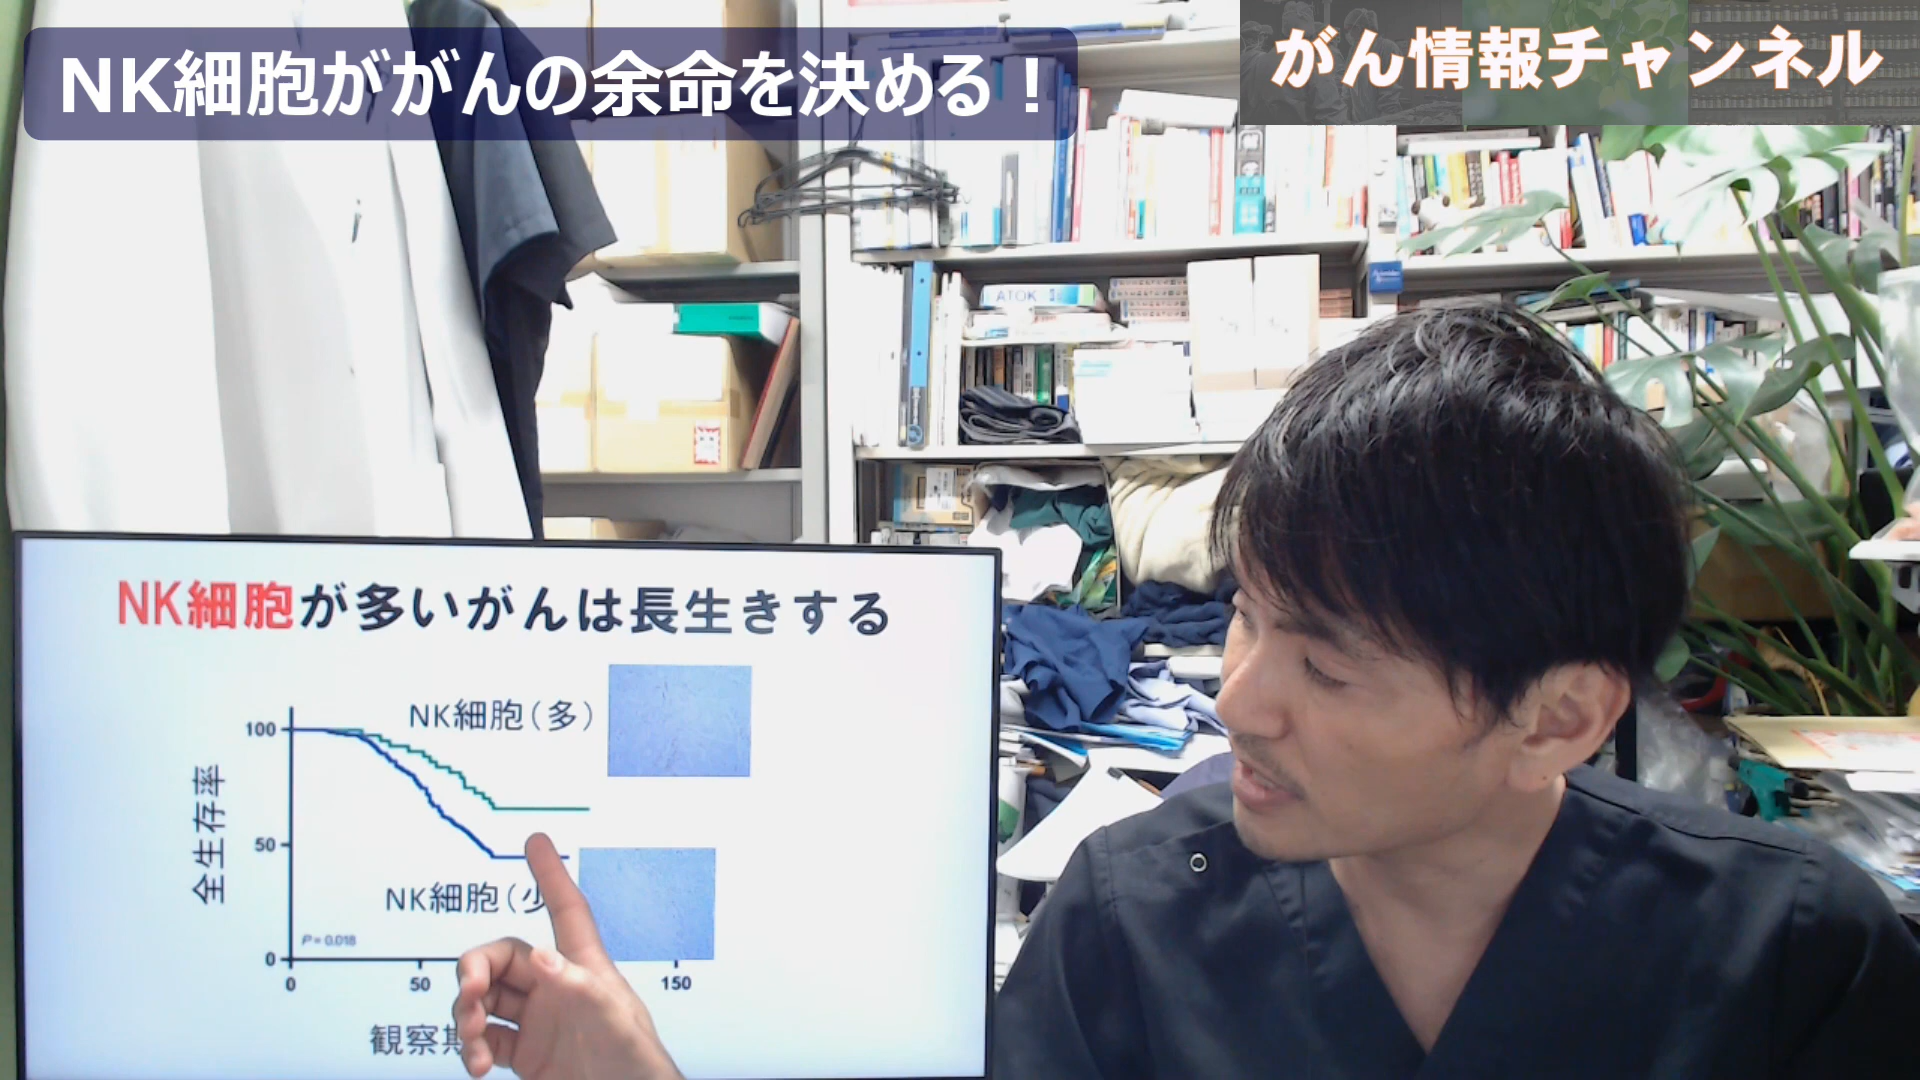 NK細胞ががんの余命を決める！
がん情報チャンネル
ATOK
NK細胞が多いがんは長生きする
NK細胞（多）
100
全生存率
50
NK細胞（少
P = 0.018
0
0
50
150
観察期